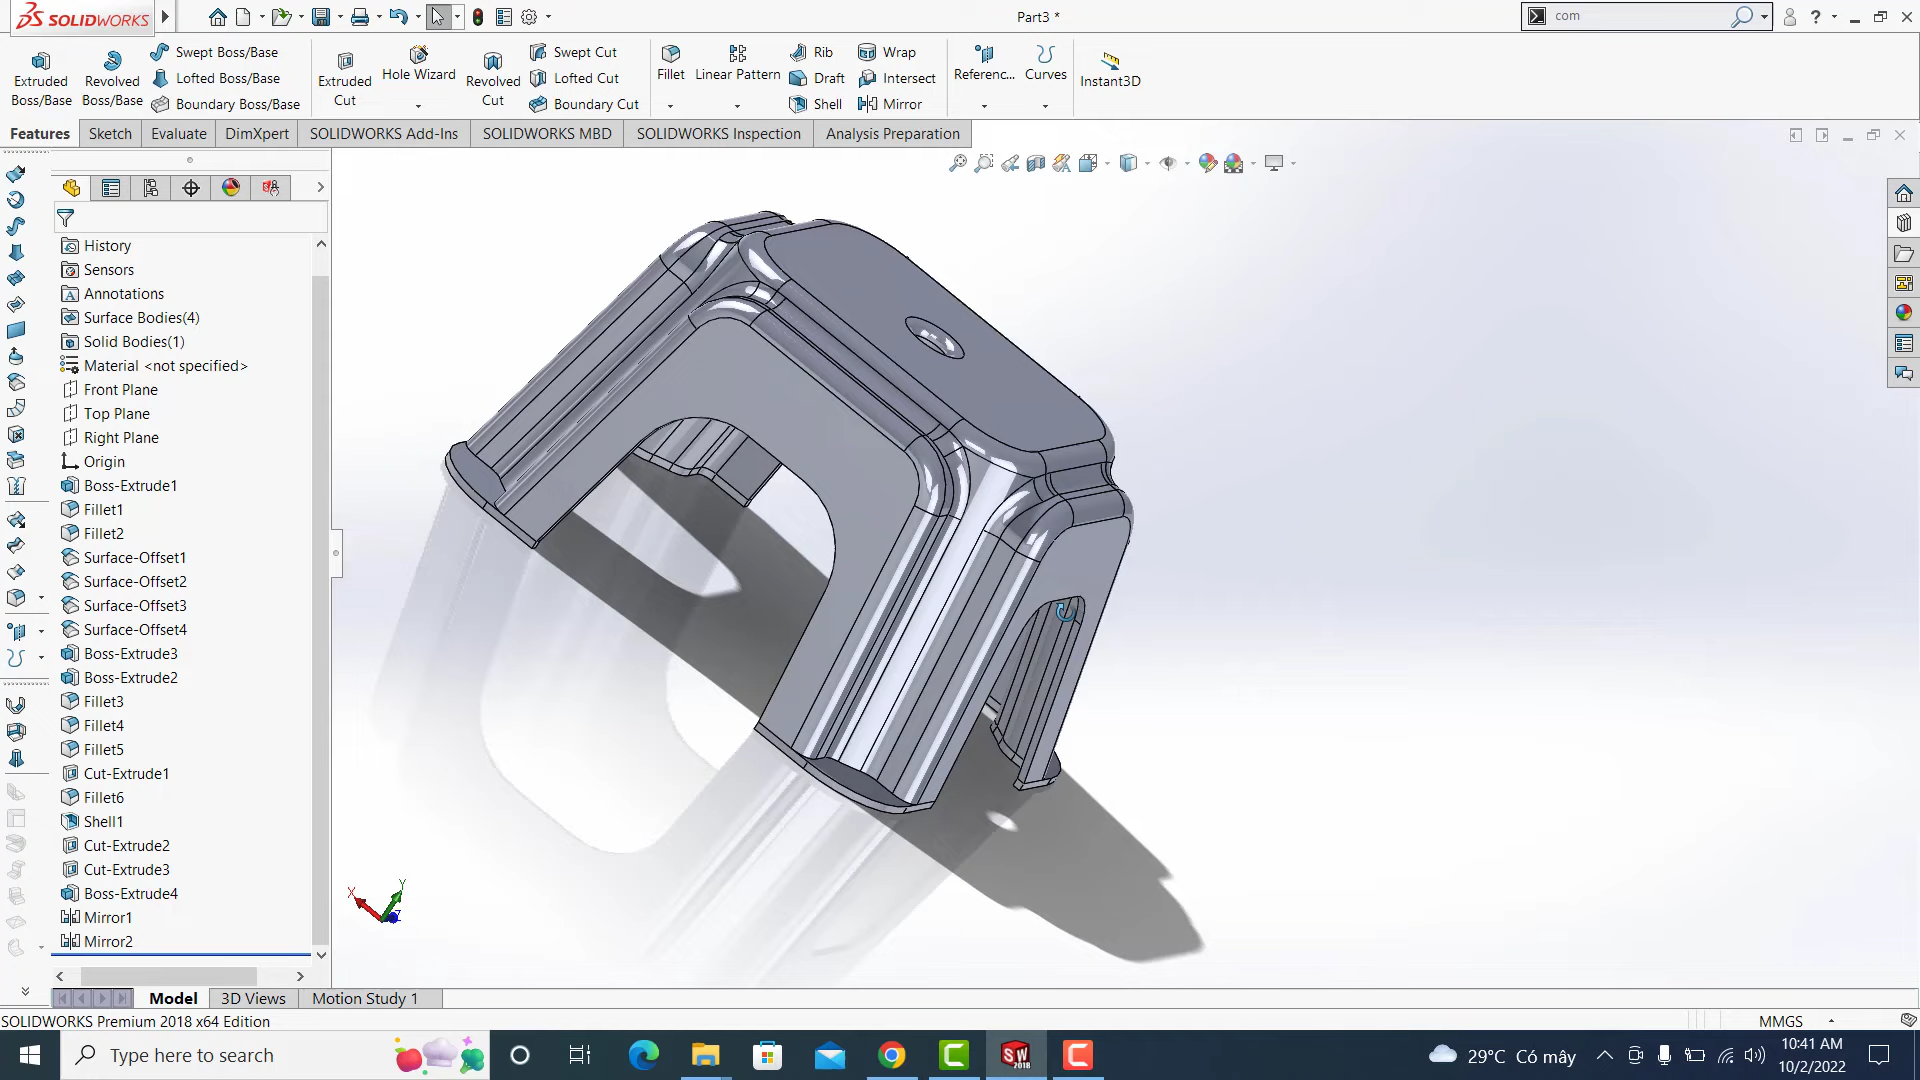 SOLIDWORKS
Part3 *
com
?
Extruded Boss/Base
Revolved Boss/Base
Swept Boss/Base
Lofted Boss/Base
Boundary Boss/Base
Extruded Cut
Hole Wizard
Revolved Cut
Swept Cut
Lofted Cut
Boundary Cut
Fillet
Linear Pattern
Rib
Draft
Shell
Wrap
Intersect
Mirror
Referenc...
Curves
Instant3D
Features
Sketch
Evaluate
DimXpert
SOLIDWORKS Add-Ins
SOLIDWORKS MBD
SOLIDWORKS Inspection
Analysis Preparation
History
Sensors
Annotations
Surface Bodies(4)
Solid Bodies(1)
Material <not specified>
Front Plane
Top Plane
Right Plane
Origin
Boss-Extrude1
Fillet1
Fillet2
Surface-Offset1
Surface-Offset2
Surface-Offset3
Surface-Offset4
Boss-Extrude3
Boss-Extrude2
Fillet3
Fillet4
Fillet5
Cut-Extrude1
Fillet6
Shell1
Cut-Extrude2
Cut-Extrude3
Boss-Extrude4
Mirror1
Mirror2
X
Y
Z
Model
3D Views
Motion Study 1
SOLIDWORKS Premium 2018 x64 Edition
MMGS
Type here to search
SW
2018
29°C Có mây
10:41 AM
10/2/2022